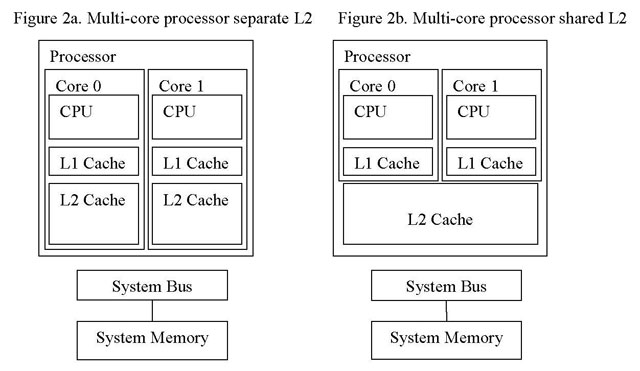 Figure 2a. Multi-core processor separate L2
Processor
Core 0
CPU
L1 Cache
L2 Cache
Core 1
CPU
L1 Cache
L2 Cache
System Bus
System Memory
Figure 2b. Multi-core processor shared L2
Processor
Core 0
CPU
L1 Cache
Core 1
CPU
L1 Cache
L2 Cache
System Bus
System Memory